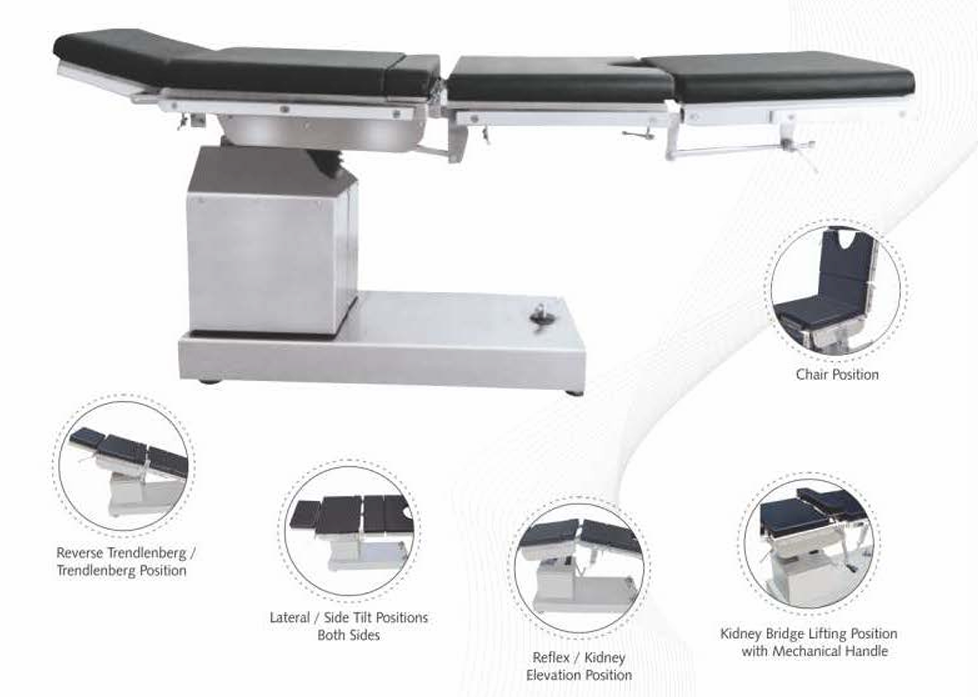 Chair Position
Reverse Trendlenberg /
Trendlenberg Position
Lateral / Side Tilt Positions
Both Sides
Reflex / Kidney
Elevation Position
Kidney Bridge Lifting Position
with Mechanical Handle